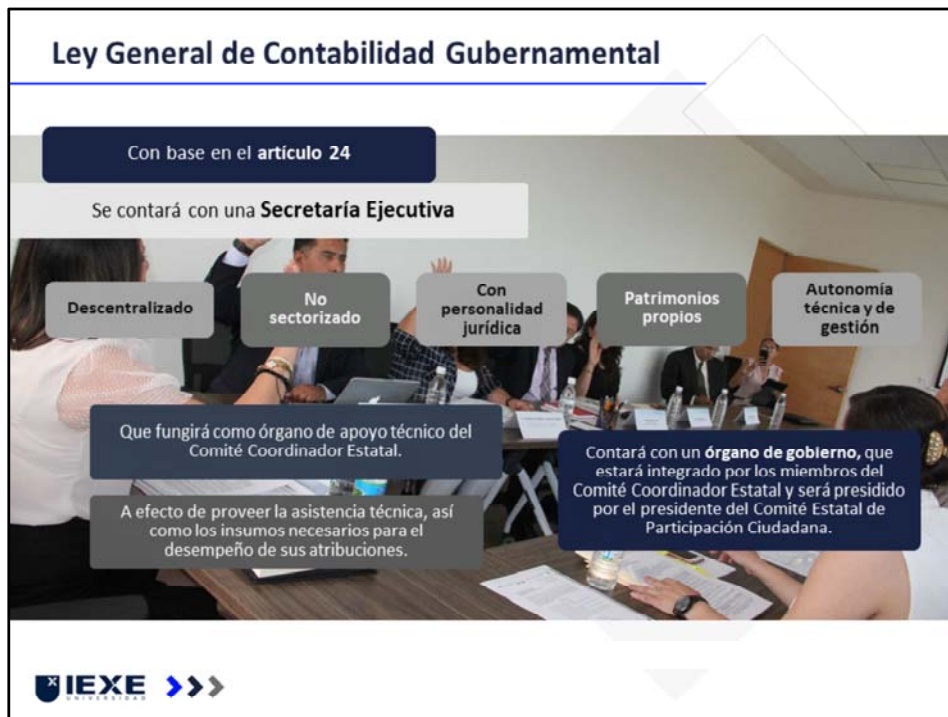 Ley General de Contabilidad Gubernamental
Con base en el artículo 24
Se contará con una Secretaría Ejecutiva
Descentralizado
No
sectorizado
Con
personalidad
jurídica
Patrimonios
propios
Autonomía
técnica y de
gestión
Que fungirá como órgano de apoyo técnico del
Comité Coordinador Estatal.
A efecto de proveer la asistencia técnica, así
como los insumos necesarios para el
desempeño de sus atribuciones.
Contará con un órgano de gobierno, que
estará integrado por los miembros del
Comité Coordinador Estatal y será presidido
por el presidente del Comité Estatal de
Participación Ciudadana.
IEXE
UNIVERSIDAD